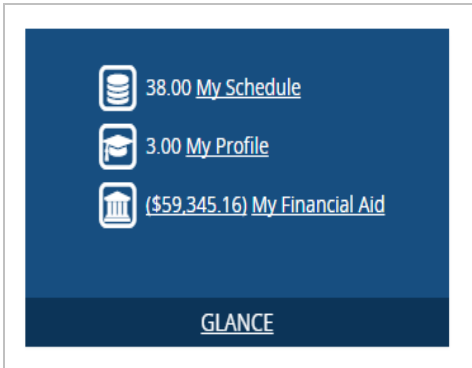 38.00 My Schedule
3.00 My Profile
($59,345.16) My Financial Aid
GLANCE